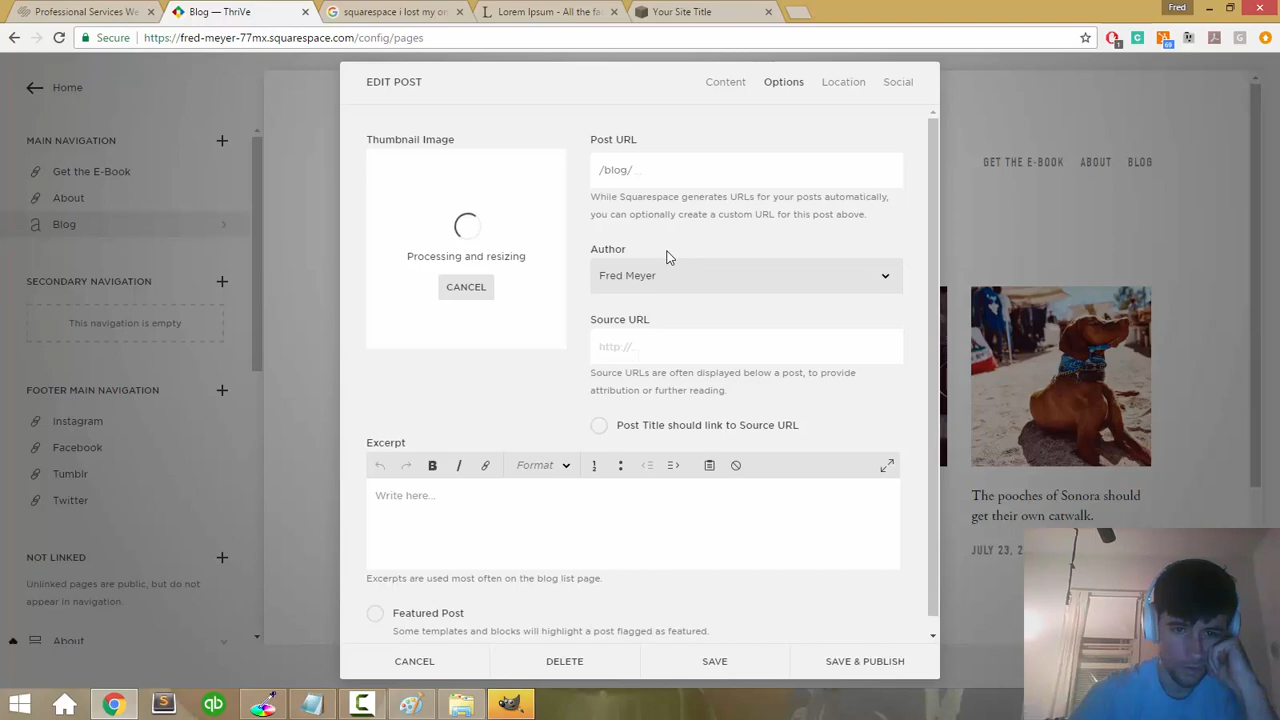 Professional Services We
Blog — ThriVe
squarespace i lost my or
Lorem Ipsum - All the fa
Your Site Title
Fred
Secure
https://fred-meyer-77mx.squarespace.com/config/pages
Home
MAIN NAVIGATION
Get the E-Book
About
Blog
SECONDARY NAVIGATION
This navigation is empty
FOOTER MAIN NAVIGATION
Instagram
Facebook
Tumblr
Twitter
NOT LINKED
Unlinked pages are public, but do not
appear in navigation.
About
EDIT POST
Content
Options
Location
Social
Thumbnail Image
Processing and resizing
CANCEL
Post URL
/blog/ ...
While Squarespace generates URLs for your posts automatically,
you can optionally create a custom URL for this post above.
Author
Fred Meyer
Source URL
http://...
Source URLs are often displayed below a post, to provide
attribution or further reading.
Post Title should link to Source URL
Excerpt
Format
Write here...
Excerpts are used most often on the blog list page.
Featured Post
Some templates and blocks will highlight a post flagged as featured.
CANCEL
DELETE
SAVE
SAVE & PUBLISH
GET THE E-BOOK
ABOUT
BLOG
The pooches of Sonora should
get their own catwalk.
JULY 23, 2